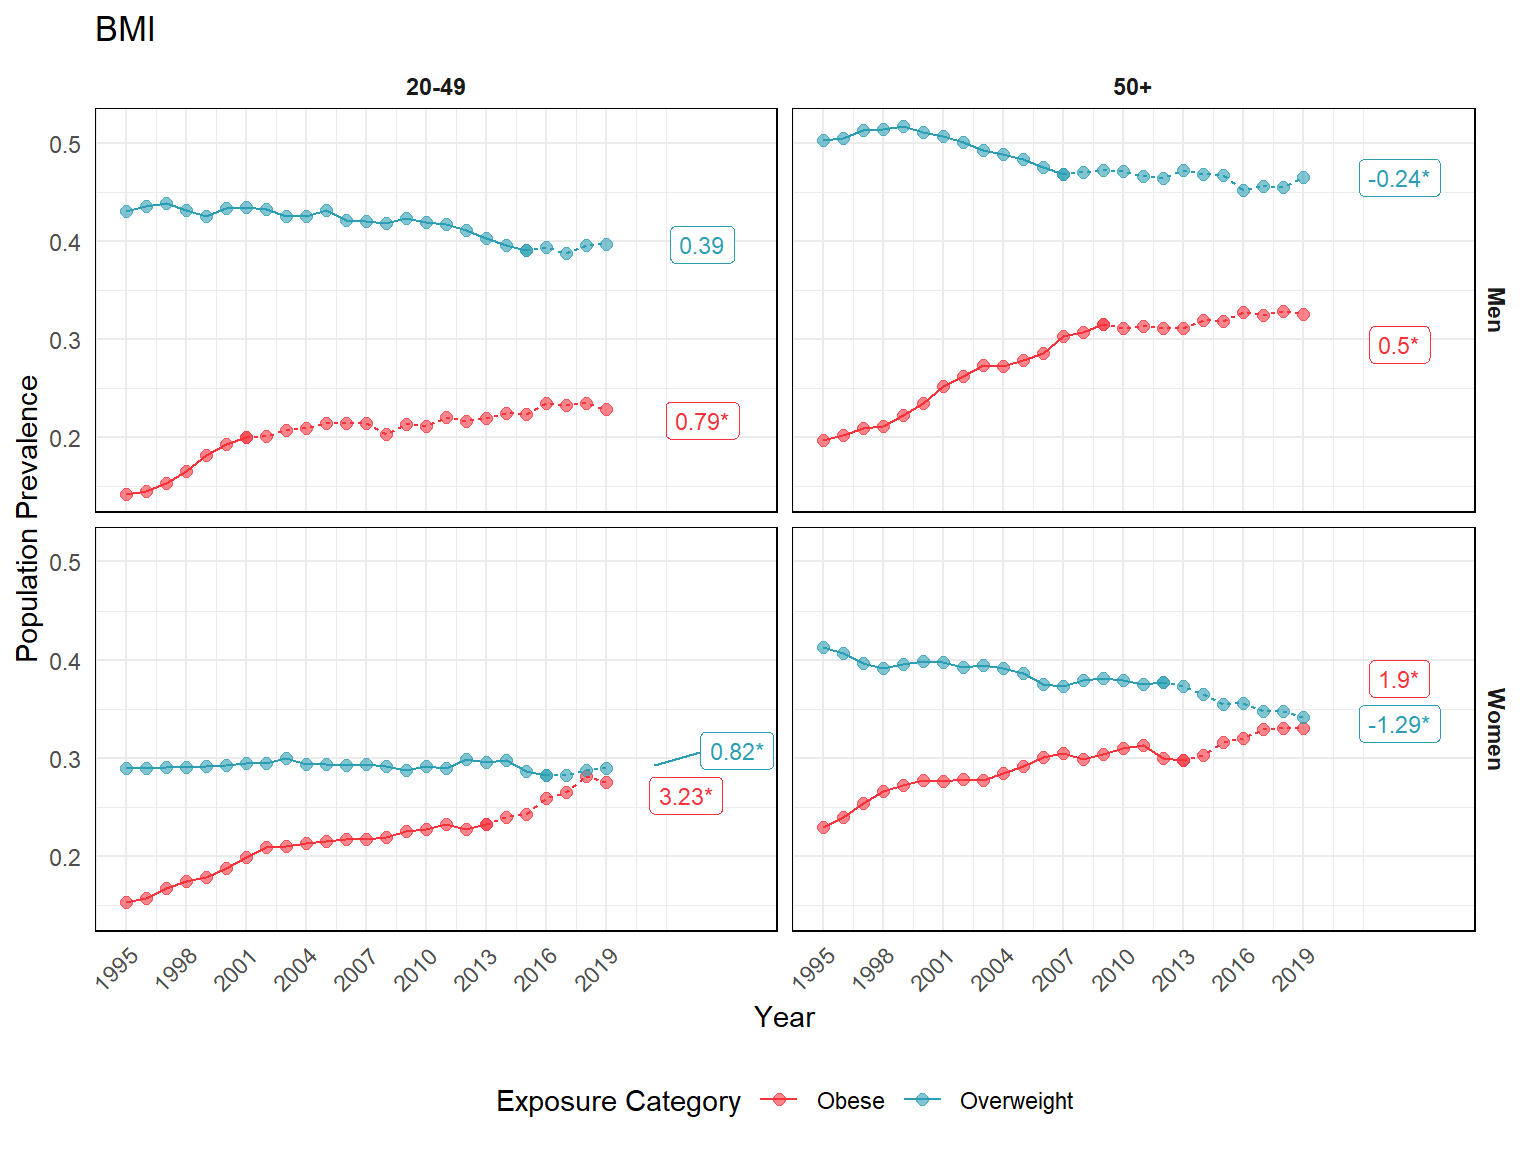 BMI
20-49
50+
0.5
0.4
0.3
0.2
0.39
0.79*
-0.24*
0.5*
Men
Population Prevalence
0.5
0.4
0.3
0.2
0.82*
3.23*
1.9*
-1.29*
Women
1995 1998 2001 2004 2007 2010 2013 2016 2019
1995 1998 2001 2004 2007 2010 2013 2016 2019
Year
Exposure Category Obese Overweight